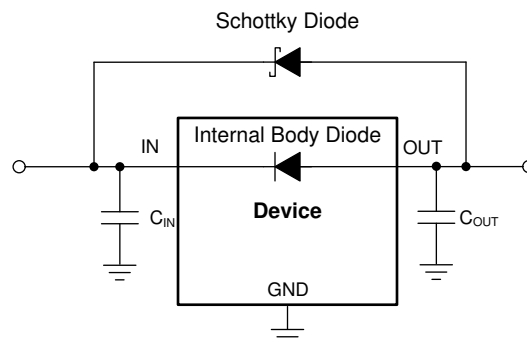 Schottky Diode
Internal Body Diode
IN
OUT
Device
C_IN
C_OUT
GND